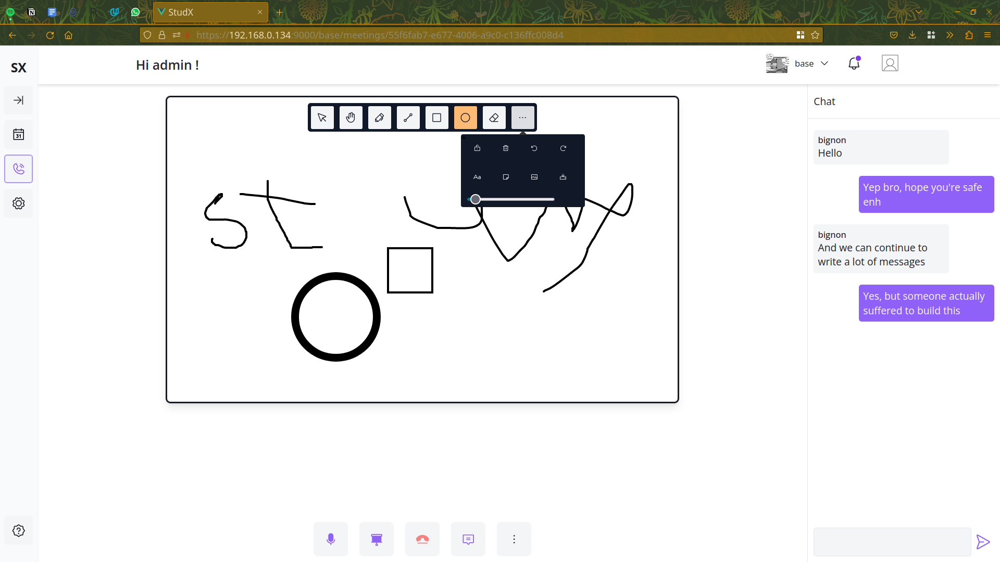 StudX
https://192.168.0.134:9000/base/meetings/55f6fab7-e677-4006-a9c0-c136ffc008d4
SX
Hi admin !
base
31
Aa
Chat
bignon
Hello
Yep bro, hope you're safe
enh
bignon
And we can continue to
write a lot of messages
Yes, but someone actually
suffered to build this